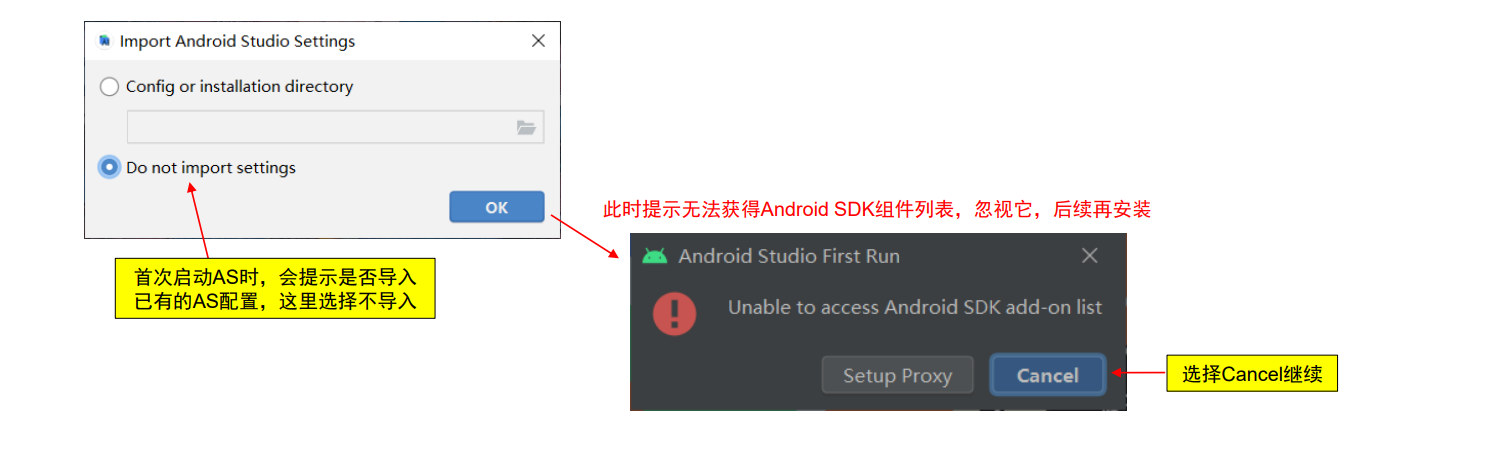 Import Android Studio Settings
Config or installation directory
Do not import settings
OK
首次启动AS时，会提示是否导入
已有的AS配置，这里选择不导入
此时提示无法获得Android SDK组件列表，忽视它，后续再安装
Android Studio First Run
Unable to access Android SDK add-on list
Setup Proxy
Cancel
选择Cancel继续